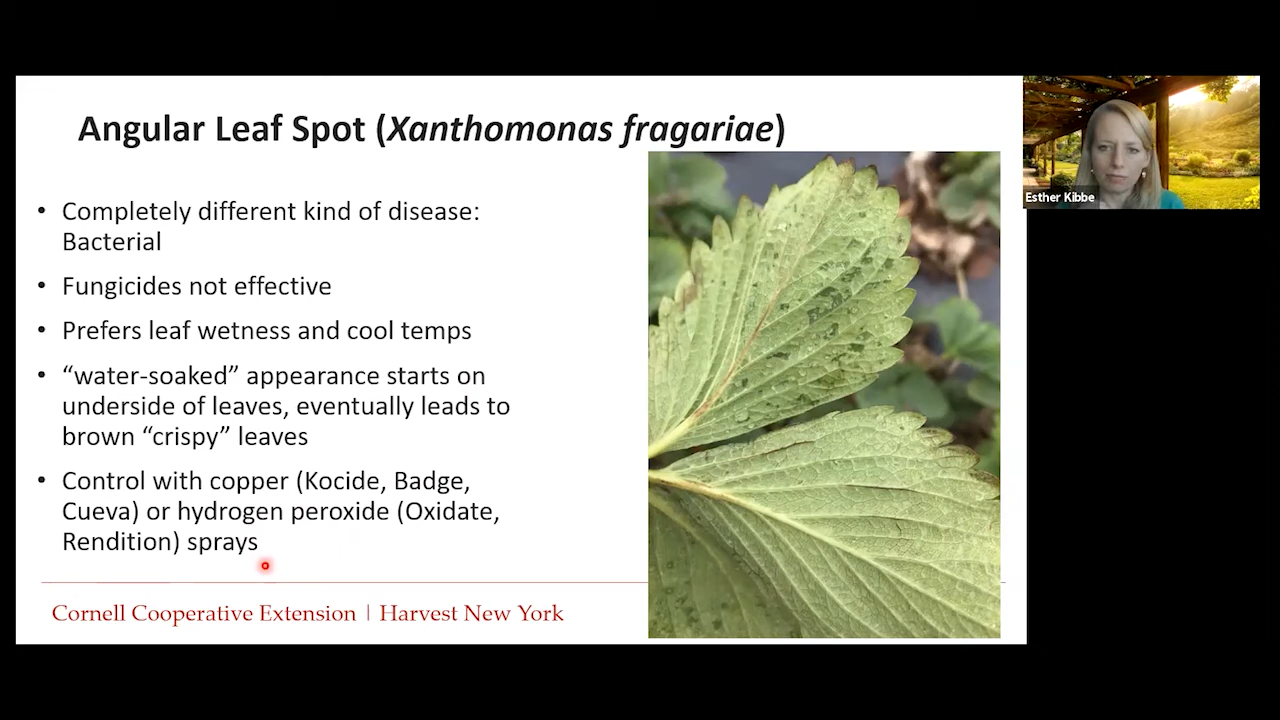 Angular Leaf Spot (Xanthomonas fragariae)
• Completely different kind of disease:
Bacterial
• Fungicides not effective
• Prefers leaf wetness and cool temps
• “water-soaked” appearance starts on
underside of leaves, eventually leads to
brown “crispy” leaves
• Control with copper (Kocide, Badge,
Cueva) or hydrogen peroxide (Oxidate,
Rendition) sprays
Cornell Cooperative Extension | Harvest New York
Esther Kibbe